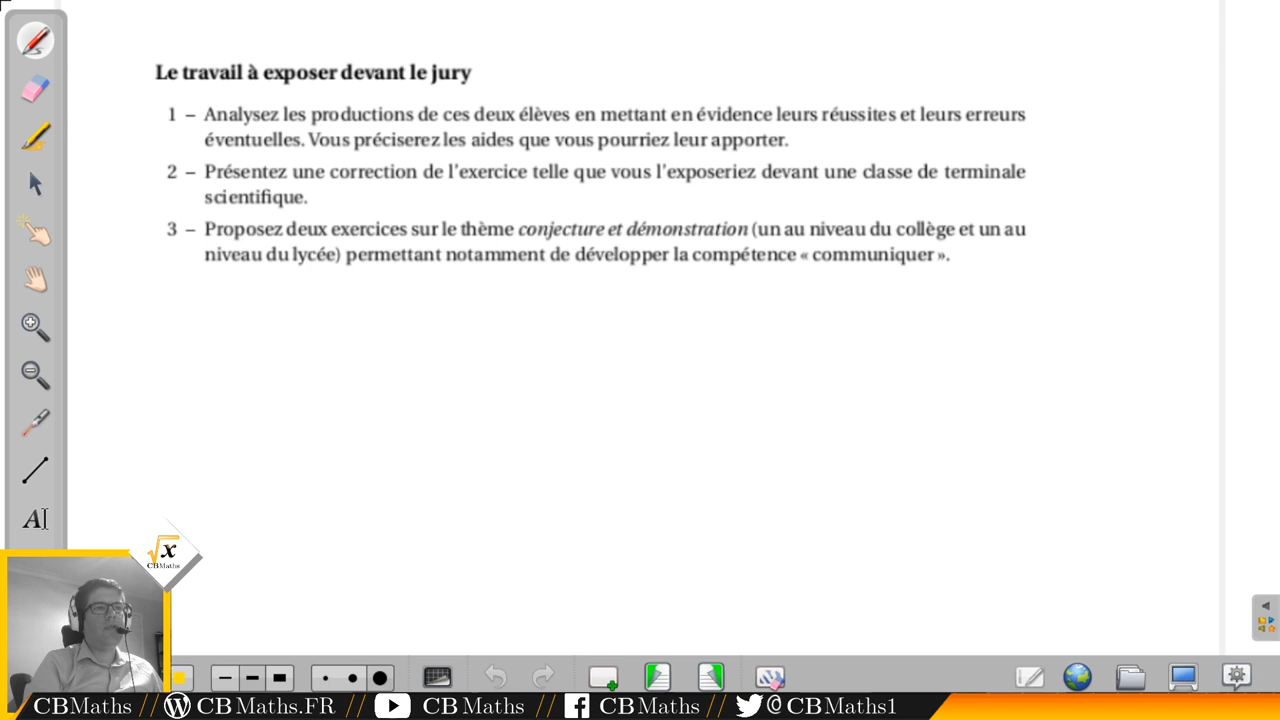 Le travail à exposer devant le jury
1 – Analysez les productions de ces deux élèves en mettant en évidence leurs réussites et leurs erreurs
éventuelles. Vous préciserez les aides que vous pourriez leur apporter.
2 – Présentez une correction de l'exercice telle que vous l'exposeriez devant une classe de terminale
scientifique.
3 – Proposez deux exercices sur le thème conjecture et démonstration (un au niveau du collège et un au
niveau du lycée) permettant notamment de développer la compétence « communiquer ».
AI
√x
CBMaths
CBMaths // CBMaths.FR // CBMaths // CBMaths // @CBMaths1